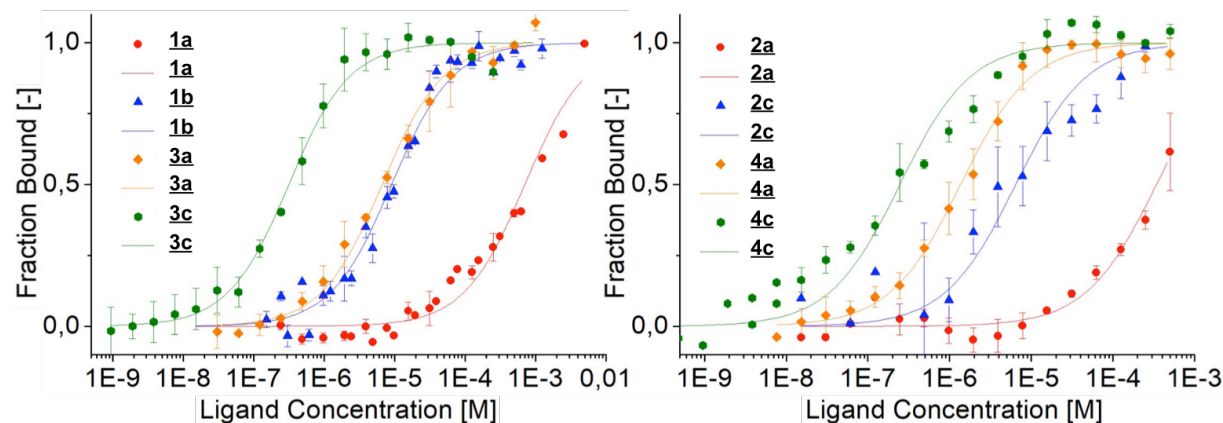 Fraction Bound [-]
1,0
0,5
0,0
1a
1a
1b
1b
3a
3a
3c
3c
1E-9 1E-8 1E-7 1E-6 1E-5 1E-4 1E-3 0,01
Ligand Concentration [M]
Fraction Bound [-]
1,0
0,5
0,0
2a
2a
2c
2c
4a
4a
4c
4c
1E-9 1E-8 1E-7 1E-6 1E-5 1E-4 1E-3
Ligand Concentration [M]